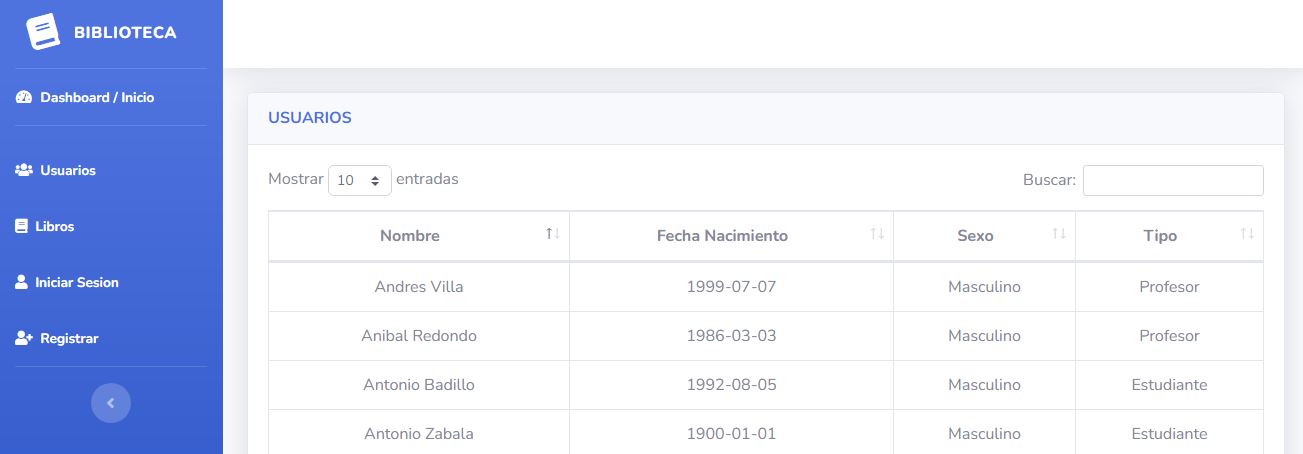 BIBLIOTECA
Dashboard / Inicio
Usuarios
Libros
Iniciar Sesion
Registrar
USUARIOS
Mostrar 10 entradas Buscar:
Nombre Fecha Nacimiento Sexo Tipo
Andres Villa 1999-07-07 Masculino Profesor
Anibal Redondo 1986-03-03 Masculino Profesor
Antonio Badillo 1992-08-05 Masculino Estudiante
Antonio Zabala 1900-01-01 Masculino Estudiante